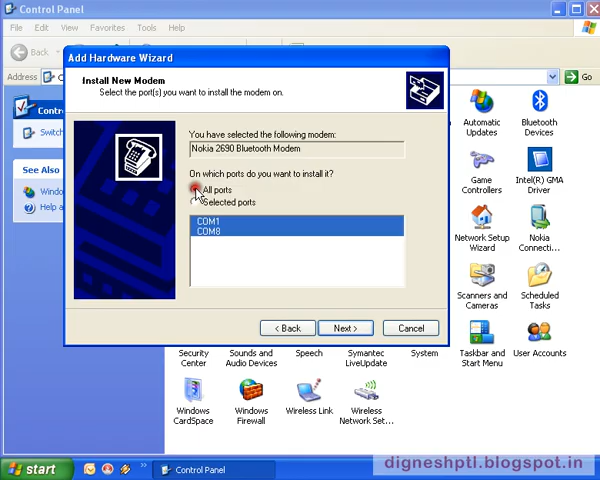 Control Panel
File Edit View Favorites Tools Help
Back
Address
Go
Contr
Switch
See Also
Window
Help a
Add Hardware Wizard
Install New Modem
Select the port(s) you want to install the modem on.
You have selected the following modem:
Nokia 2690 Bluetooth Modem
On which ports do you want to install it?
All ports
Selected ports
COM1
COM8
< Back Next > Cancel
Automatic Updates
Bluetooth Devices
Game Controllers
Intel(R) GMA Driver
Network Setup Wizard
Nokia Connecti...
Scanners and Cameras
Scheduled Tasks
Security Center
Sounds and Audio Devices
Speech
Symantec LiveUpdate
System
Taskbar and Start Menu
User Accounts
Windows CardSpace
Windows Firewall
Wireless Link
Wireless Network Set...
start
Control Panel
digneshptl.blogspot.in